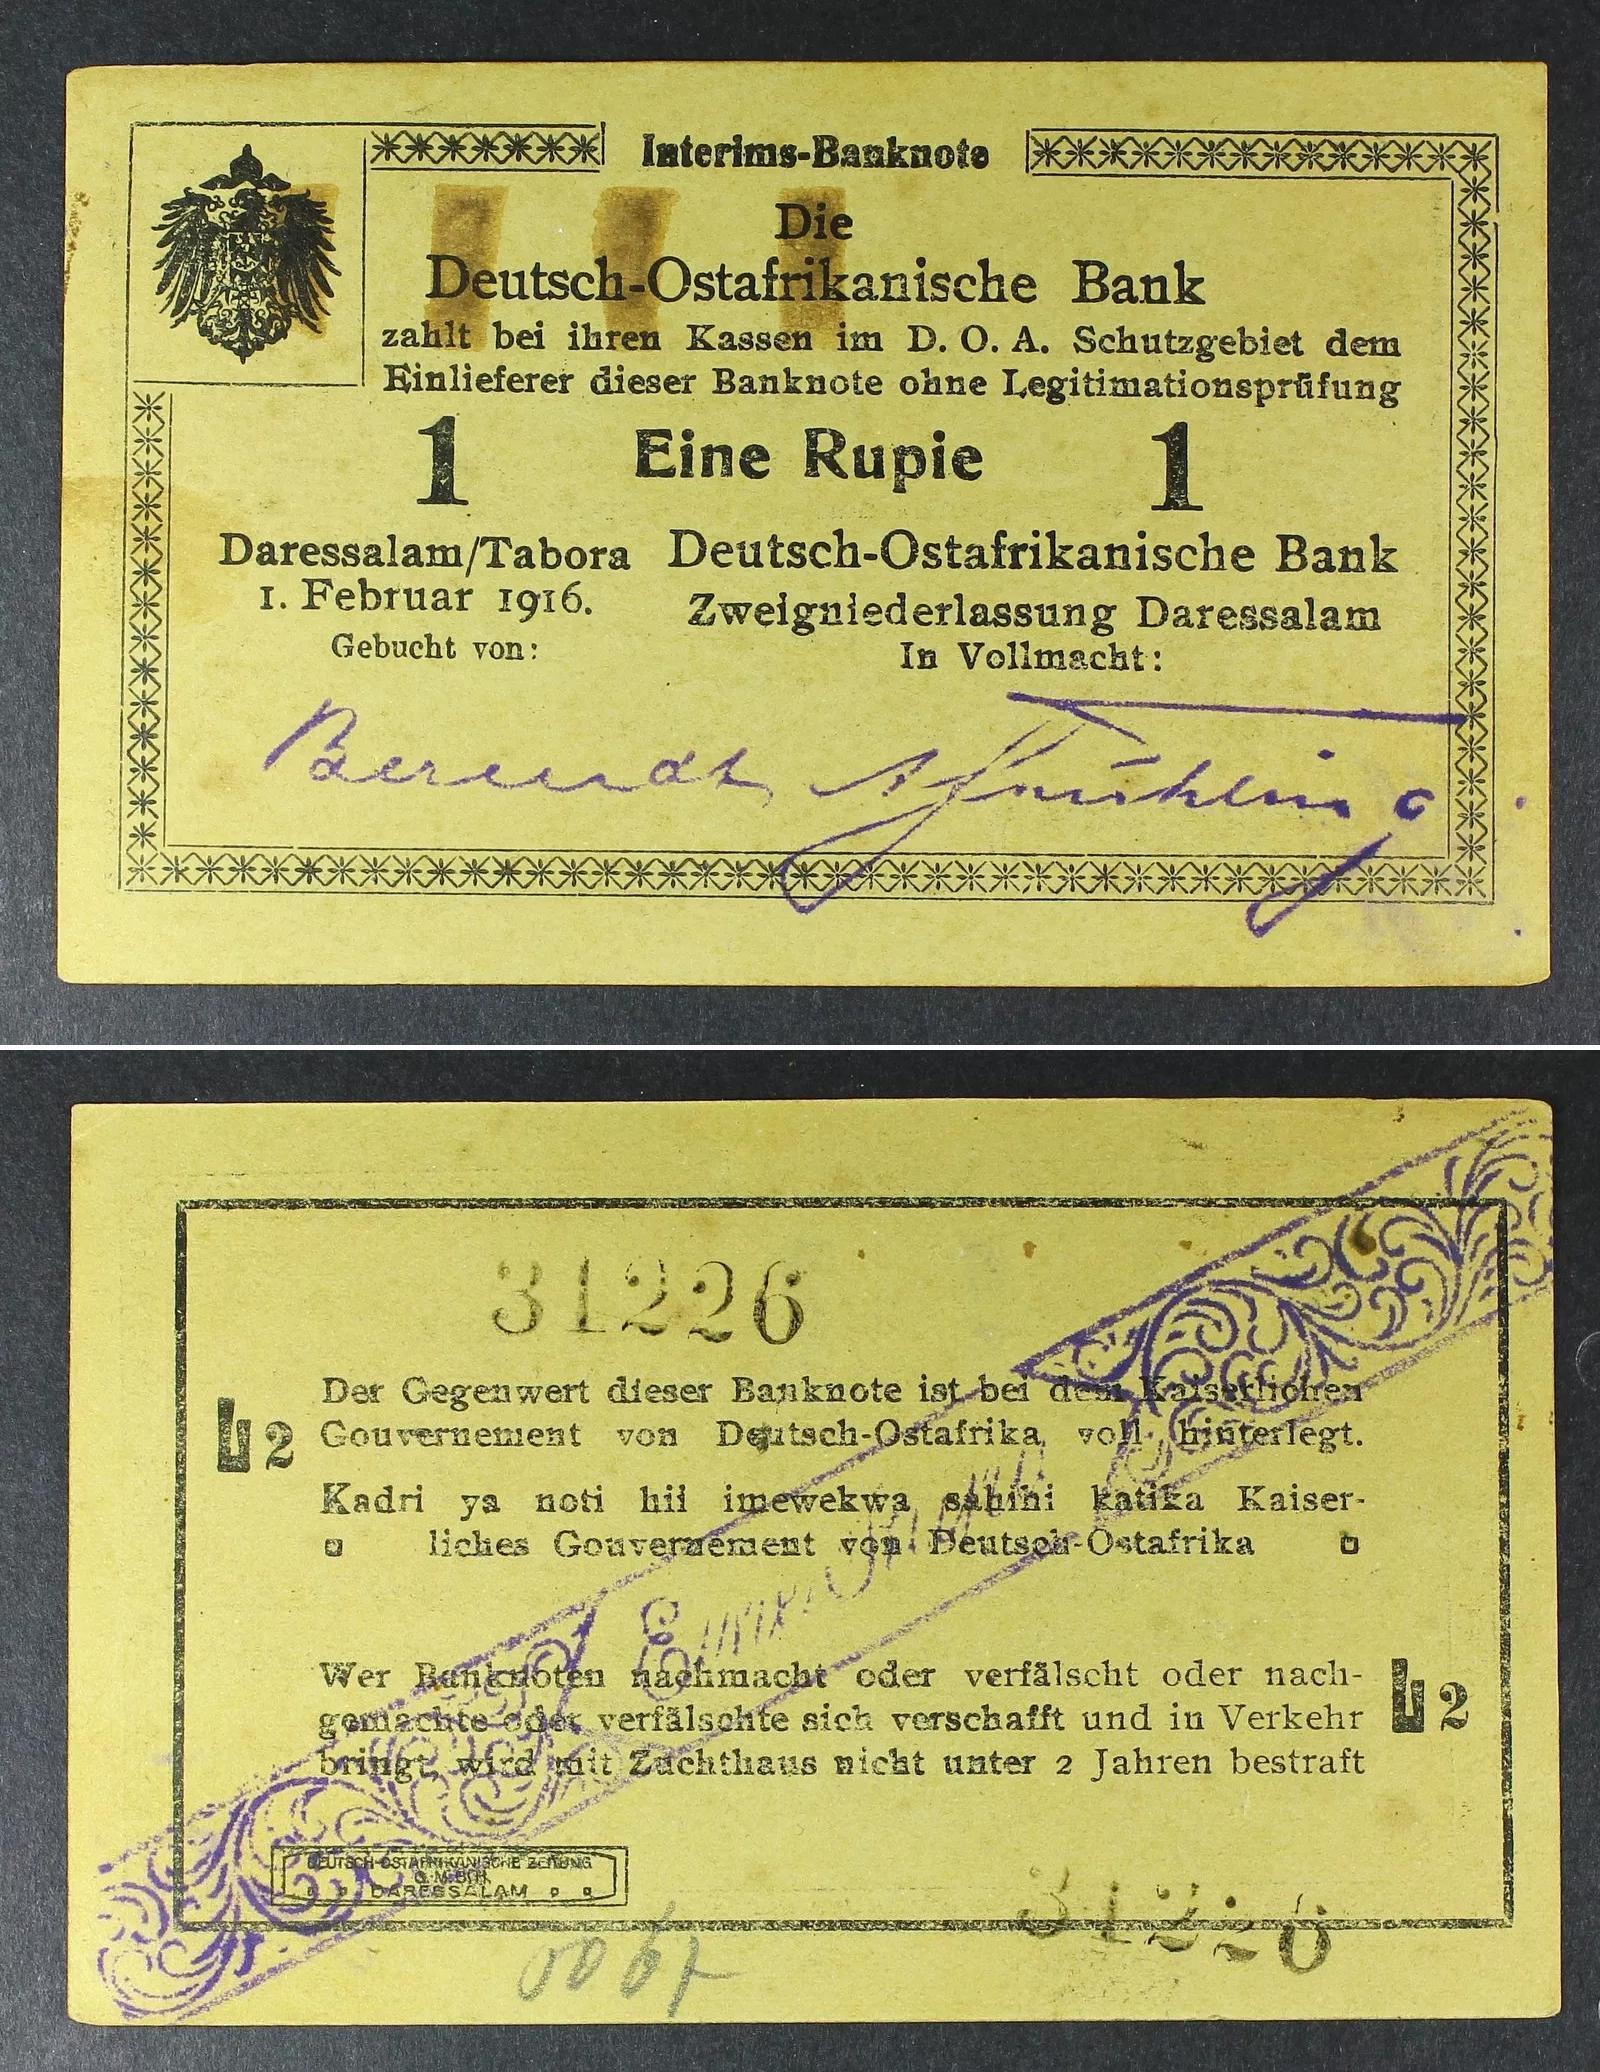 Interims-Banknote
Die
Deutsch-Ostafrikanische Bank
zahlt bei ihren Kassen im D. O. A. Schutzgebiet dem
Einlieferer dieser Banknote ohne Legitimationsprüfung
1 Eine Rupie 1
Daressalam/Tabora
1. Februar 1916.
Gebucht von:
Deutsch-Ostafrikanische Bank
Zweigniederlassung Daressalam
In Vollmacht:
Berendt
Frühling
31226
Der Gegenwert dieser Banknote ist bei dem Kaiserlichen
Gouvernement von Deutsch-Ostafrika voll hinterlegt.
2
Kadri ya noti hii imewekwa sahihi katika Kaiser-
liches Gouvernement von Deutsch-Ostafrika
Wer Banknoten nachmacht oder verfälscht oder nach-
gemachte oder verfälschte sich verschafft und in Verkehr
bringt, wird mit Zuchthaus nicht unter 2 Jahren bestraft
2
DEUTSCH-OSTAFRIKANISCHE ZEITUNG
G.M.B.H.
DARESSALAM
31226